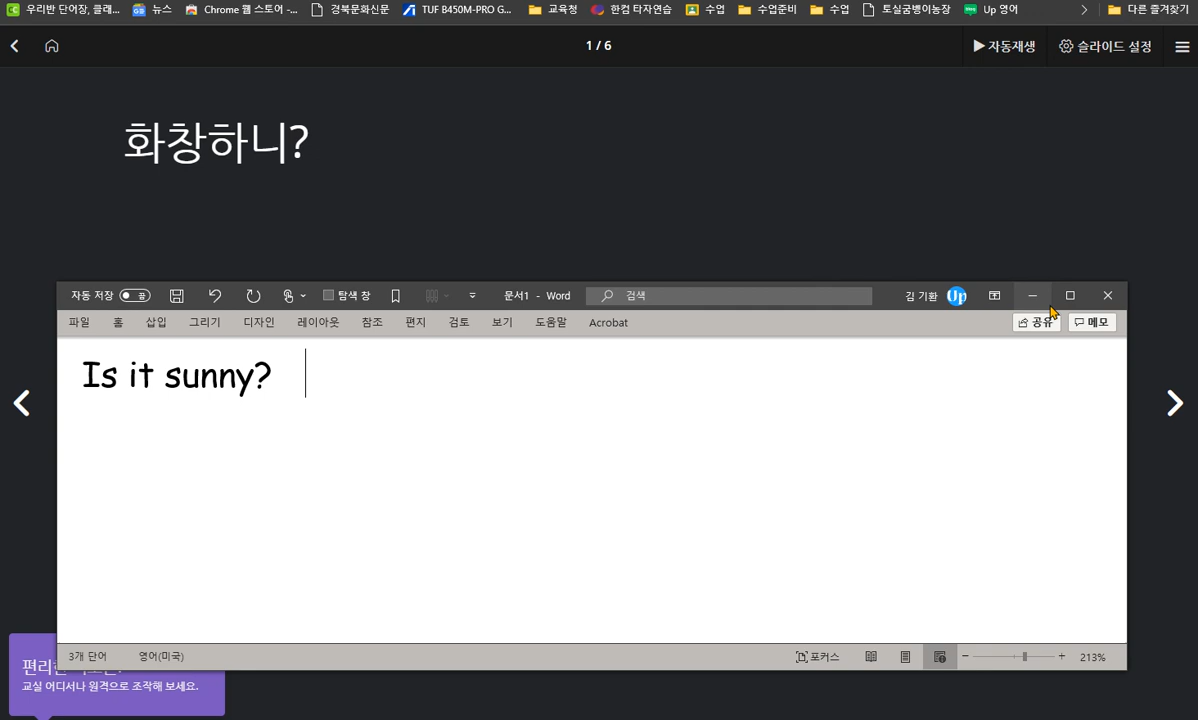 우리반 단어장, 클래... 뉴스 Chrome 웹 스토어 -... 경북문화신문 TUF B450M-PRO G... 교육청 한컴 타자연습 수업 수업준비 수업 토실굼벵이농장 Up 영어 다른 즐겨찾기
1 / 6 자동재생 슬라이드 설정
화창하니?
자동 저장 끔 탐색 창 문서1 - Word 검색 김 기환 Up
파일 홈 삽입 그리기 디자인 레이아웃 참조 편지 검토 보기 도움말 Acrobat 공유 메모
Is it sunny?
3개 단어 영어(미국) 포커스 213%
교실 어디서나 원격으로 조작해 보세요.